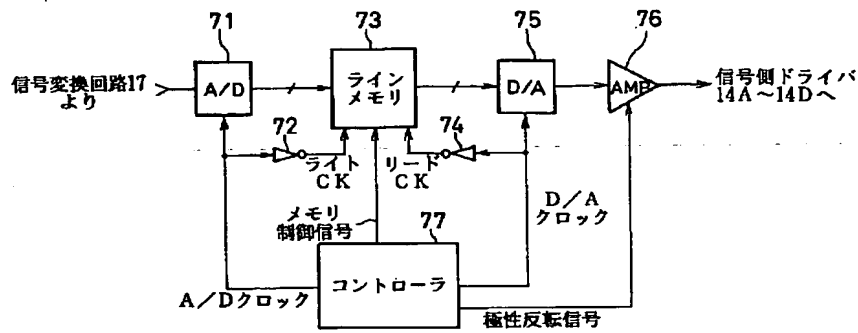 71
73
75
76
信号変換回路17
より
A/D
ライン
メモリ
D/A
AMP
信号側ドライバ
14A～14Dへ
72
74
ライト
CK
リード
CK
メモリ
制御信号
77
D/A
クロック
コントローラ
A/Dクロック
極性反転信号